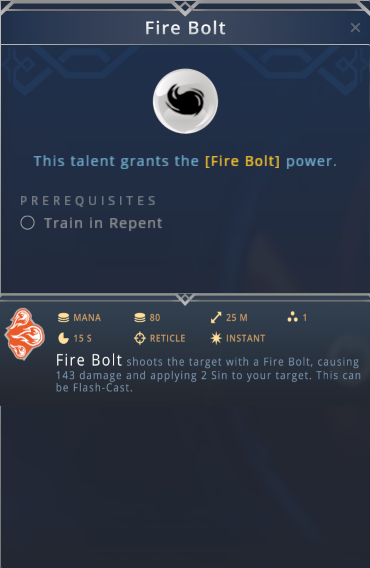 Fire Bolt
This talent grants the [Fire Bolt] power.
PREREQUISITES
Train in Repent
MANA 80 25 M 1
15 S RETICLE INSTANT
Fire Bolt shoots the target with a Fire Bolt, causing
143 damage and applying 2 Sin to your target. This can
be Flash-Cast.